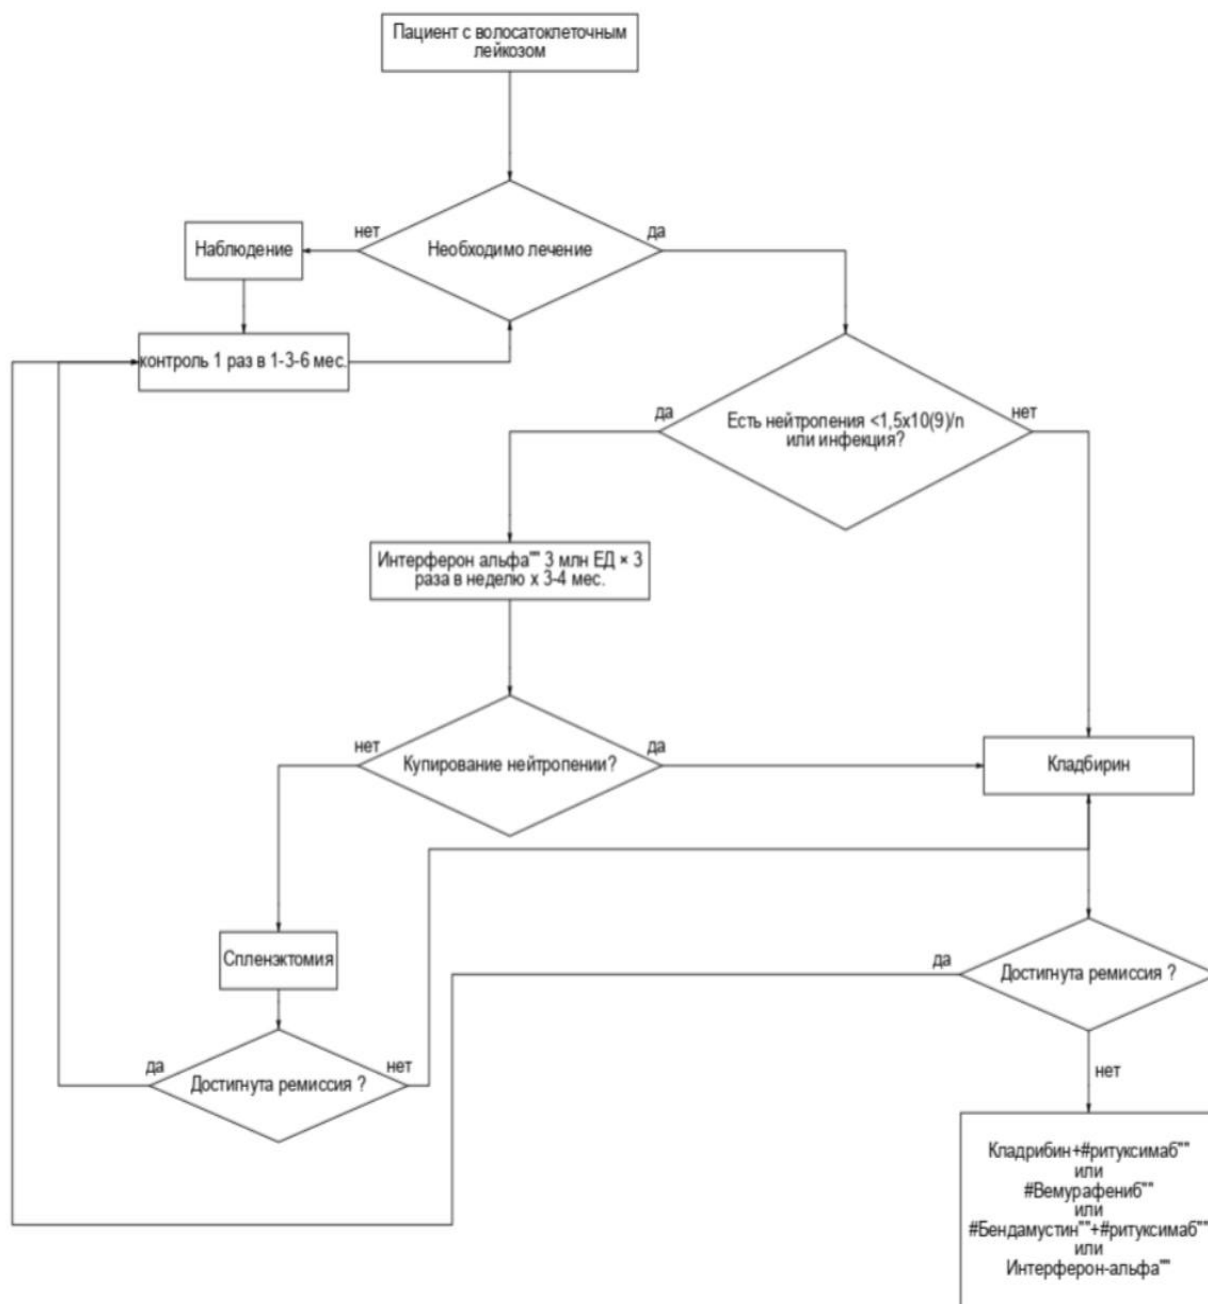 Пациент с волосатоклеточным
лейкозом
нет
да
Наблюдение
Необходимо лечение
контроль 1 раз в 1-3-6 мес.
да
нет
Есть нейтропения <1,5x10(9)/n
или инфекция?
Интерферон альфа"" 3 млн ЕД × 3
раза в неделю x 3-4 мес.
нет
да
Купирование нейтропении?
Кладбирин
Спленэктомия
да
Достигнута ремиссия ?
да
нет
Достигнута ремиссия ?
нет
Кладрибин+#ритуксимаб""
или
#Вемурафениб""
или
#Бендамустин""+#ритуксимаб""
или
Интерферон-альфа""